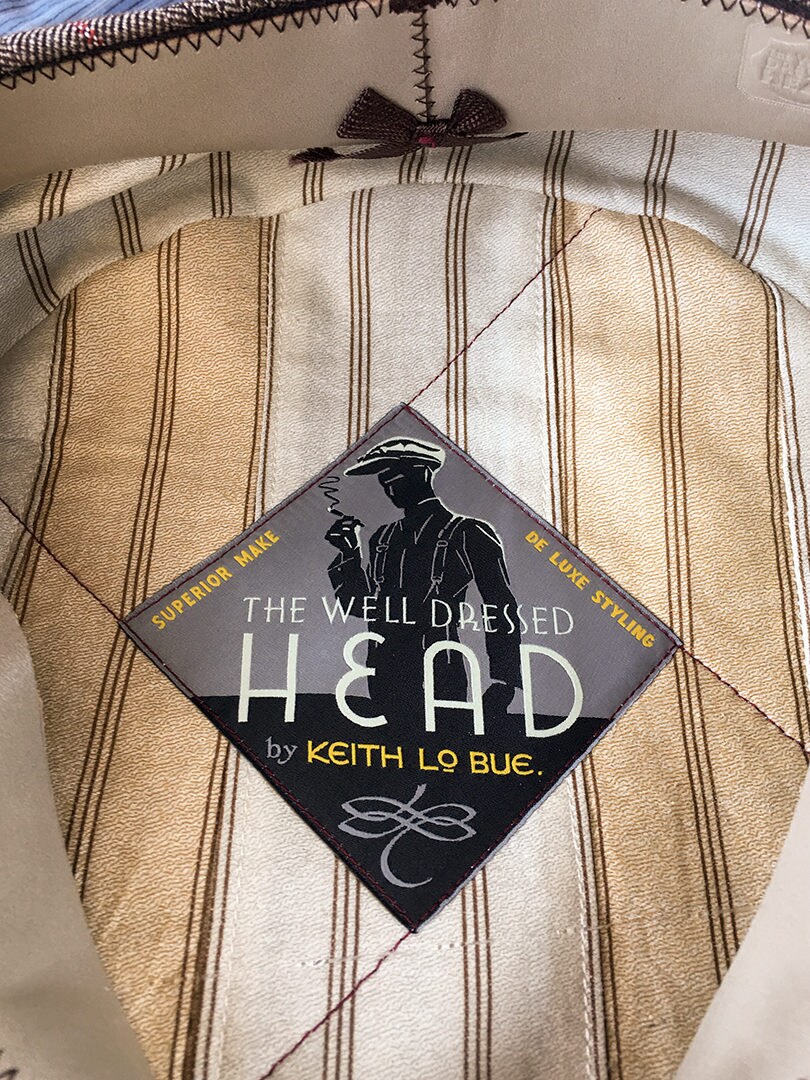 SUPERIOR MAKE
DE LUXE STYLING
THE WELL DRESSED
HEAD
by KEITH LO BUE.